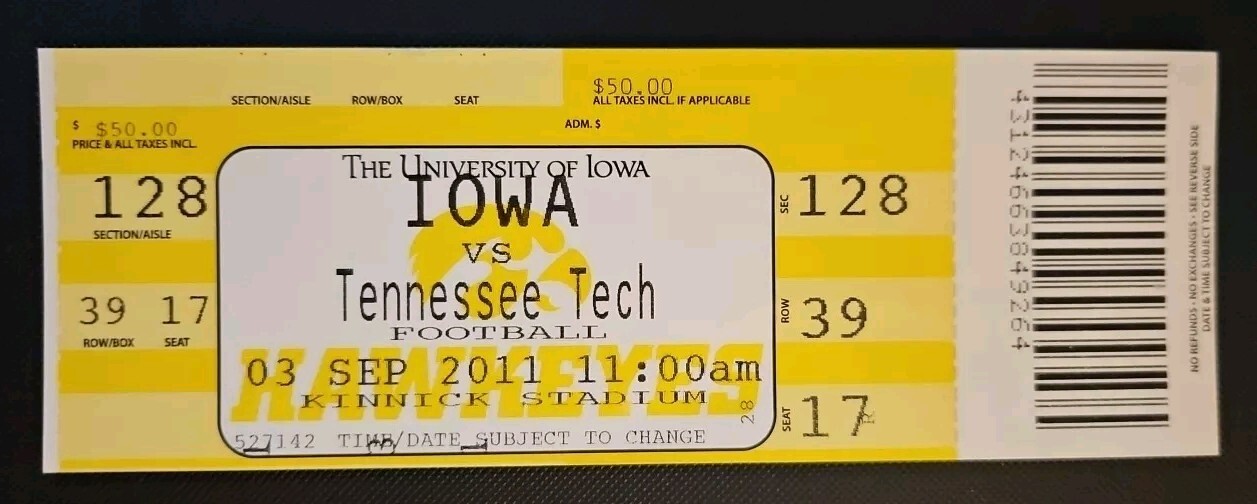 SECTION/AISLE ROW/BOX SEAT
$50.00
ALL TAXES INCL. IF APPLICABLE
ADM. $
$ $50.00
PRICE & ALL TAXES INCL.
128
SECTION/AISLE
39 17
ROW/BOX SEAT
THE UNIVERSITY OF IOWA
IOWA
VS
Tennessee Tech
FOOTBALL
HAWKEYES
03 SEP 2011 11:00am
KINNICK STADIUM
28
527142 TIME/DATE SUBJECT TO CHANGE
SEC 128
ROW 39
SEAT 17
R
NO REFUNDS - NO EXCHANGES - SEE REVERSE SIDE
DATE & TIME SUBJECT TO CHANGE